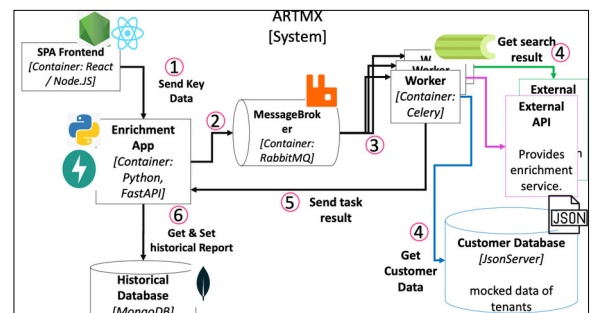 ARTMX
[System]
SPA Frontend
[Container: React
/ Node.JS]
1
Send Key
Data
Enrichment
App
[Container:
Python,
FastAPI]
2
MessageBrok
er
[Container:
RabbitMQ]
3
W
Worker
Worker
[Container:
Celery]
Get search
result
4
External
External
API
Provides
enrichment
service.
5
Send task
result
6
Get & Set
historical Report
4
Get
Customer
Data
JSON
Customer Database
[JsonServer]
mocked data of
tenants
Historical
Database
[MongoDB]